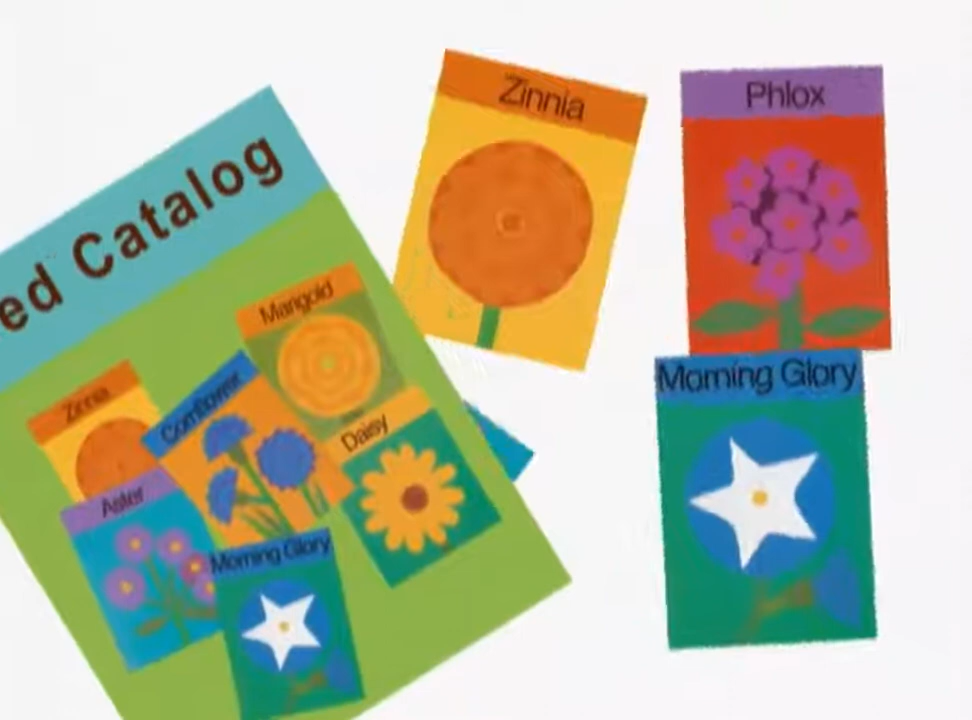 ed Catalog
Zinnia
Phlox
Marigold
Zinnia
Cornflower
Daisy
Aster
Morning Glory
Morning Glory